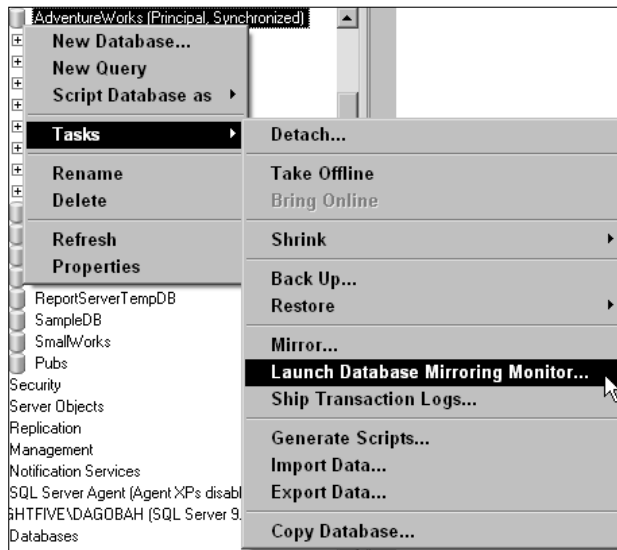 AdventureWorks (Principal, Synchronized)
New Database...
New Query
Script Database as
Tasks
Rename
Delete
Refresh
Properties
Detach...
Take Offline
Bring Online
Shrink
Back Up...
Restore
Mirror...
Launch Database Mirroring Monitor...
Ship Transaction Logs...
Generate Scripts...
Import Data...
Export Data...
Copy Database...
ReportServerTempDB
SampleDB
SmallWorks
Pubs
Security
Server Objects
Replication
Management
Notification Services
SQL Server Agent (Agent XPs disabl
GHTFIVE\DAGOBAH (SQL Server 9.
Databases